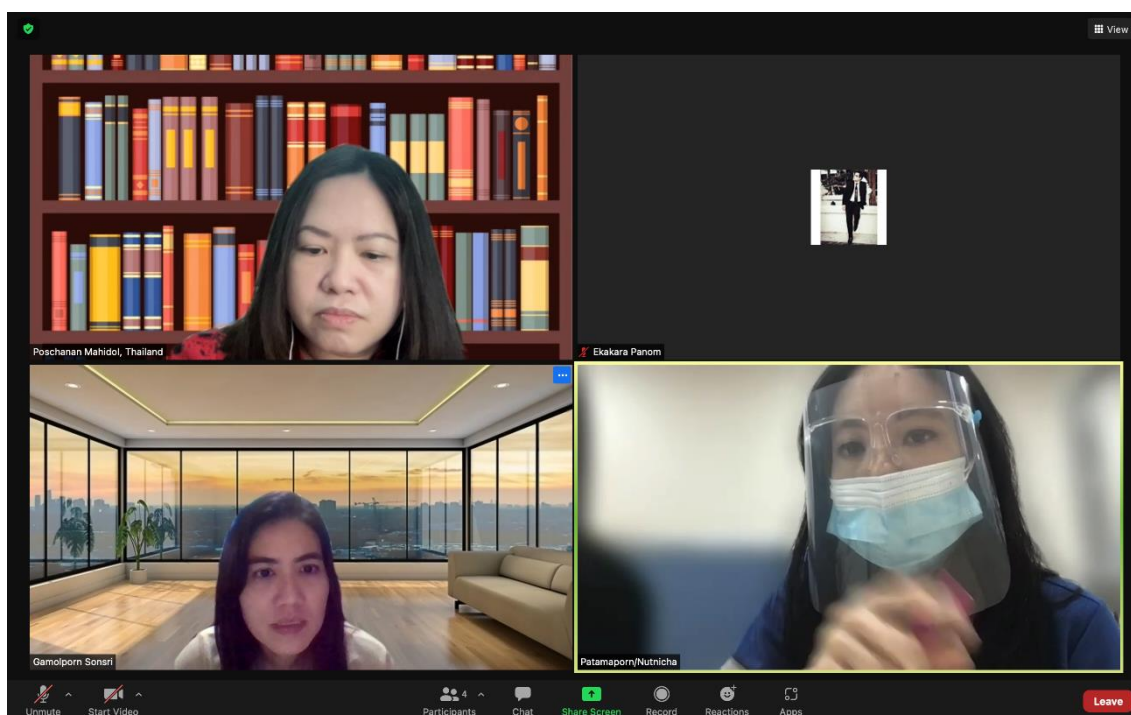 View
Poschanan Mahidol, Thailand
Ekakara Panom
Gamolporn Sonsri
Patamaporn/Nutnicha
Unmute
Start Video
4
Participants
Chat
Share Screen
Record
Reactions
Apps
Leave